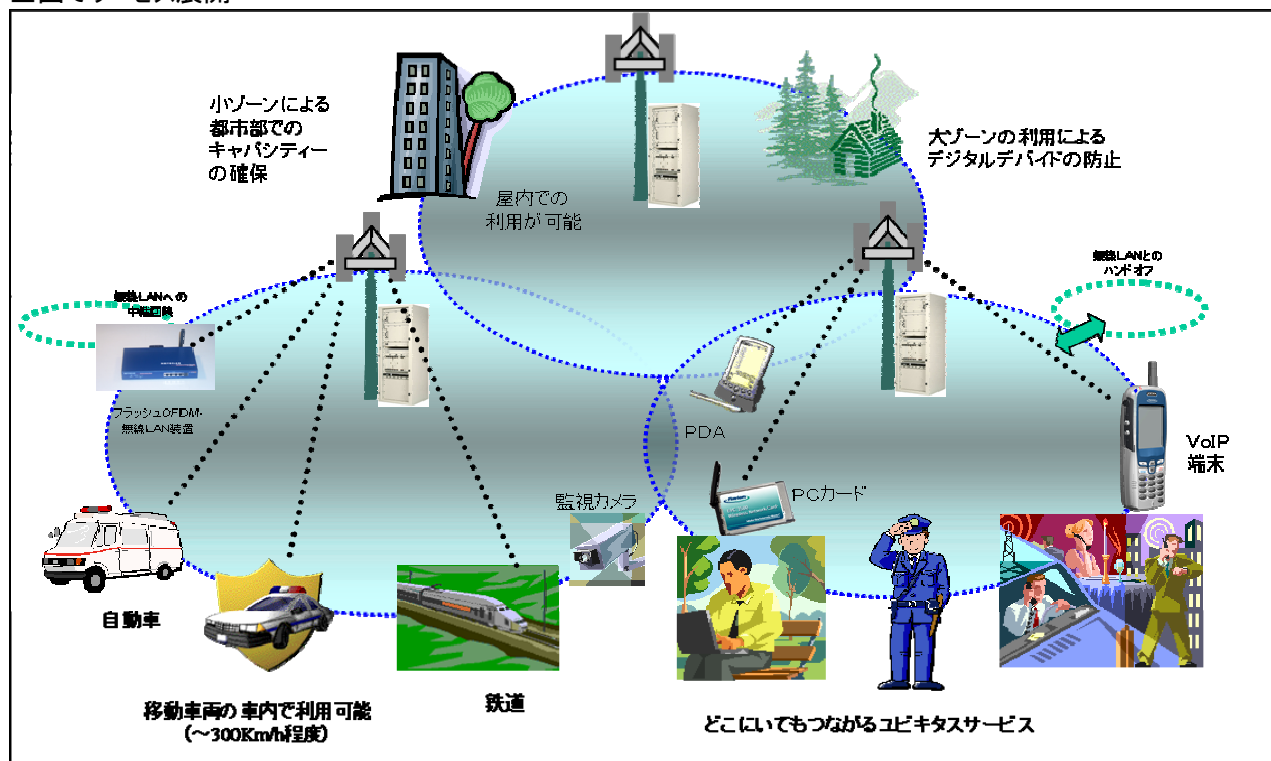 小ゾーンによる
都市部での
キャパシティー
の確保
大ゾーンの利用による
デジタルデバイドの防止
屋内での
利用が可能
無線LANとの
ハンドオフ
無線LANへの
中継回線
フラッシュOFDM-
無線LAN装置
PDA
VoIP
端末
PCカード
監視カメラ
自動車
鉄道
移動車両の車内で利用可能
(～300Km/h程度)
どこにいてもつながるユビキタスサービス